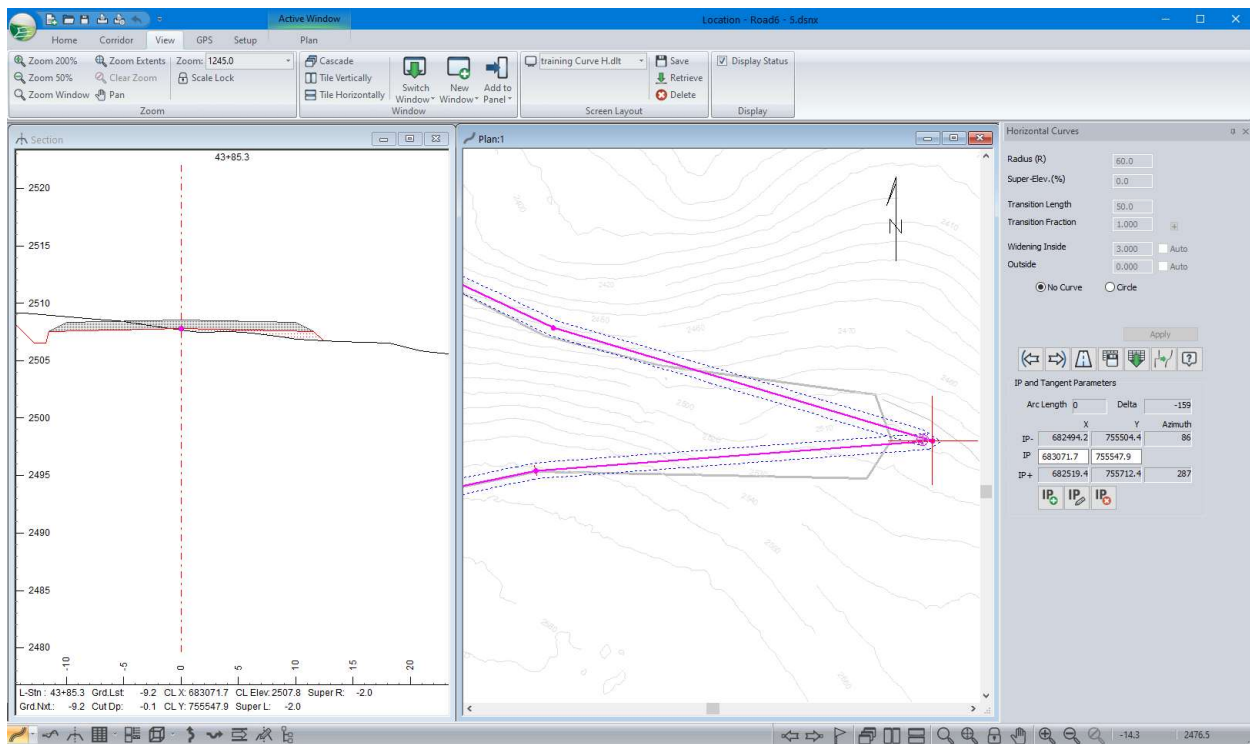 Active Window
Location - Road6 - 5.dsnx
Home Corridor View GPS Setup Plan
Zoom 200% Zoom Extents Zoom: 1245.0
Zoom 50% Clear Zoom Scale Lock
Zoom Window Pan
Zoom
Cascade
Tile Vertically
Tile Horizontally
Switch Window
New Window
Add to Panel
Window
training Curve H.dlt
Save
Retrieve
Delete
Screen Layout
Display Status
Display
Section
43+85.3
2520
2515
2510
2505
2500
2495
2490
2485
2480
-10 -5 0 5 10 15 20
L-Stn : 43+85.3 Grd.Lst: -9.2 CL X: 683071.7 CL Elev: 2507.8 Super R: -2.0
Grd.Nxt.: -9.2 Cut Dp: -0.1 CL Y: 755547.9 Super L: -2.0
Plan:1
N
Horizontal Curves
Radius (R) 60.0
Super-Elev.(%) 0.0
Transition Length 50.0
Transition Fraction 1.000
Widening Inside 3.000 Auto
Outside 0.000 Auto
No Curve Circle
Apply
IP and Tangent Parameters
Arc Length 0 Delta -159
X Y Azimuth
IP- 682494.2 755504.4 86
IP 683071.7 755547.9
IP+ 682519.4 755712.4 287
IP IP IP
-14.3 2476.5